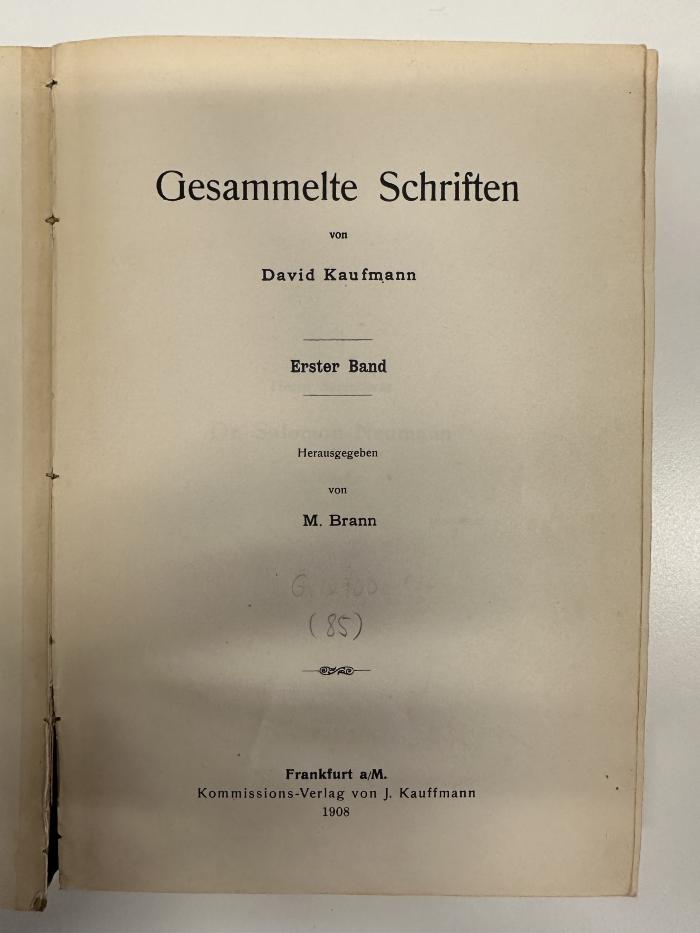 Gesammelte Schriften
von
David Kaufmann
Erster Band
Herausgegeben
von
M. Brann
(85)
Frankfurt a/M.
Kommissions-Verlag von J. Kauffmann
1908